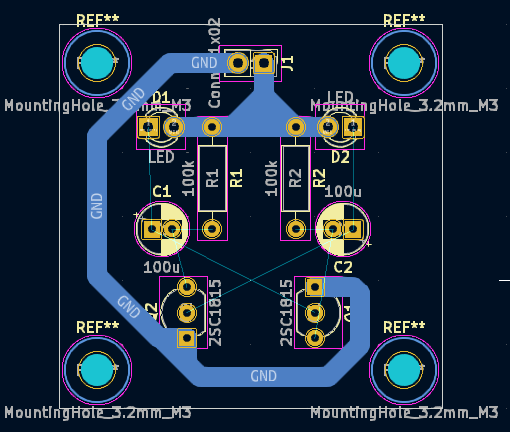 REF** REF**
GND
J1
MountingHole_3.2mm_M3 MountingHole_3.2mm_M3
GND
D1 LED
LED D2
100k R1 R1 100k R2 R2
C1 100u
GND
100u C2
2SC1815 2SC1815
GND
REF** REF**
GND
MountingHole_3.2mm_M3 MountingHole_3.2mm_M3